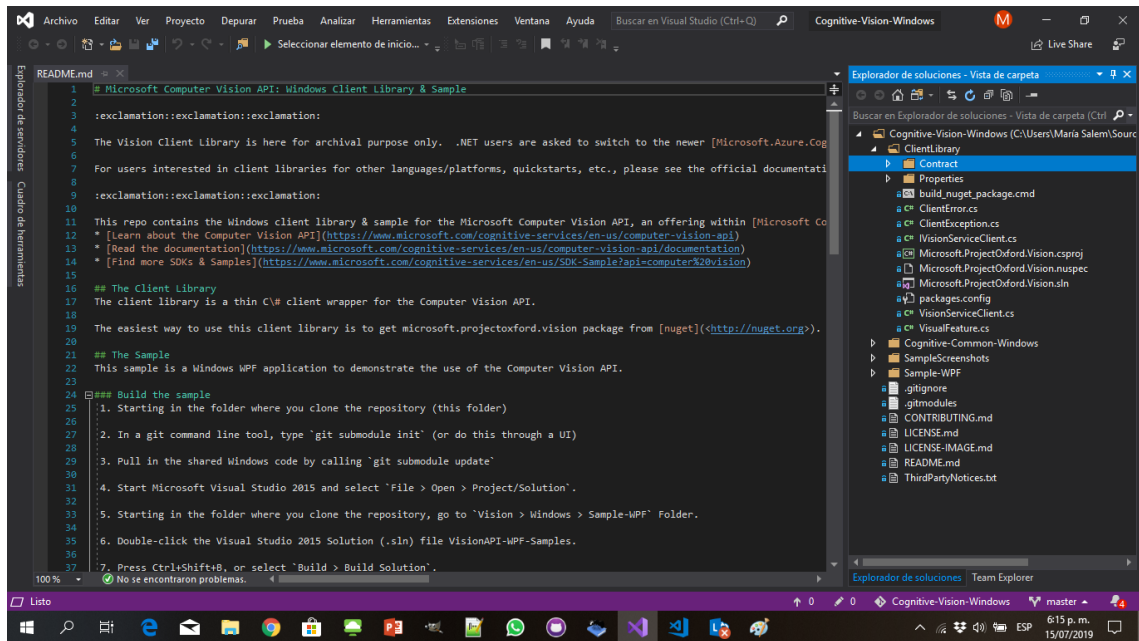 Archivo Editar Ver Proyecto Depurar Prueba Analizar Herramientas Extensiones Ventana Ayuda Buscar en Visual Studio (Ctrl+Q) Cognitive-Vision-Windows M
Seleccionar elemento de inicio... Live Share
Explorador de servidores
Cuadro de herramientas
README.md
1 # Microsoft Computer Vision API: Windows Client Library & Sample
2
3 :exclamation::exclamation::exclamation:
4
5 The Vision Client Library is here for archival purpose only.  .NET users are asked to switch to the newer [Microsoft.Azure.Cog
6
7 For users interested in client libraries for other languages/platforms, quickstarts, etc., please see the official documentati
8
9 :exclamation::exclamation:exclamation:
10
11 This repo contains the Windows client library & sample for the Microsoft Computer Vision API, an offering within [Microsoft Co
12 * [Learn about the Computer Vision API](https://www.microsoft.com/cognitive-services/en-us/computer-vision-api)
13 * [Read the documentation](https://www.microsoft.com/cognitive-services/en-us/computer-vision-api/documentation)
14 * [Find more SDKs & Samples](https://www.microsoft.com/cognitive-services/en-us/SDK-Sample?api=computer%20vision)
15
16 ## The Client Library
17 The client library is a thin C\# client wrapper for the Computer Vision API.
18
19 The easiest way to use this client library is to get microsoft.projectoxford.vision package from [nuget](<http://nuget.org>).
20
21 ## The Sample
22 This sample is a Windows WPF application to demonstrate the use of the Computer Vision API.
23
24 ### Build the sample
25 1. Starting in the folder where you clone the repository (this folder)
26
27 2. In a git command line tool, type `git submodule init` (or do this through a UI)
28
29 3. Pull in the shared Windows code by calling `git submodule update`
30
31 4. Start Microsoft Visual Studio 2015 and select `File > Open > Project/Solution`.
32
33 5. Starting in the folder where you clone the repository, go to `Vision > Windows > Sample-WPF` Folder.
34
35 6. Double-click the Visual Studio 2015 Solution (.sln) file VisionAPI-WPF-Samples.
36
37 7. Press Ctrl+Shift+B, or select `Build > Build Solution`.
100 % No se encontraron problemas.
Explorador de soluciones - Vista de carpeta
Buscar en Explorador de soluciones - Vista de carpeta (Ctrl
Cognitive-Vision-Windows (C:\Users\María Salem\Sourc
ClientLibrary
Contract
Properties
build_nuget_package.cmd
ClientError.cs
ClientException.cs
IVisionServiceClient.cs
Microsoft.ProjectOxford.Vision.csproj
Microsoft.ProjectOxford.Vision.nuspec
Microsoft.ProjectOxford.Vision.sln
packages.config
VisionServiceClient.cs
VisualFeature.cs
Cognitive-Common-Windows
SampleScreenshots
Sample-WPF
.gitignore
.gitmodules
CONTRIBUTING.md
LICENSE.md
LICENSE-IMAGE.md
README.md
ThirdPartyNotices.txt
Explorador de soluciones Team Explorer
Listo 0 0 Cognitive-Vision-Windows master 4
ESP 6:15 p. m.
15/07/2019